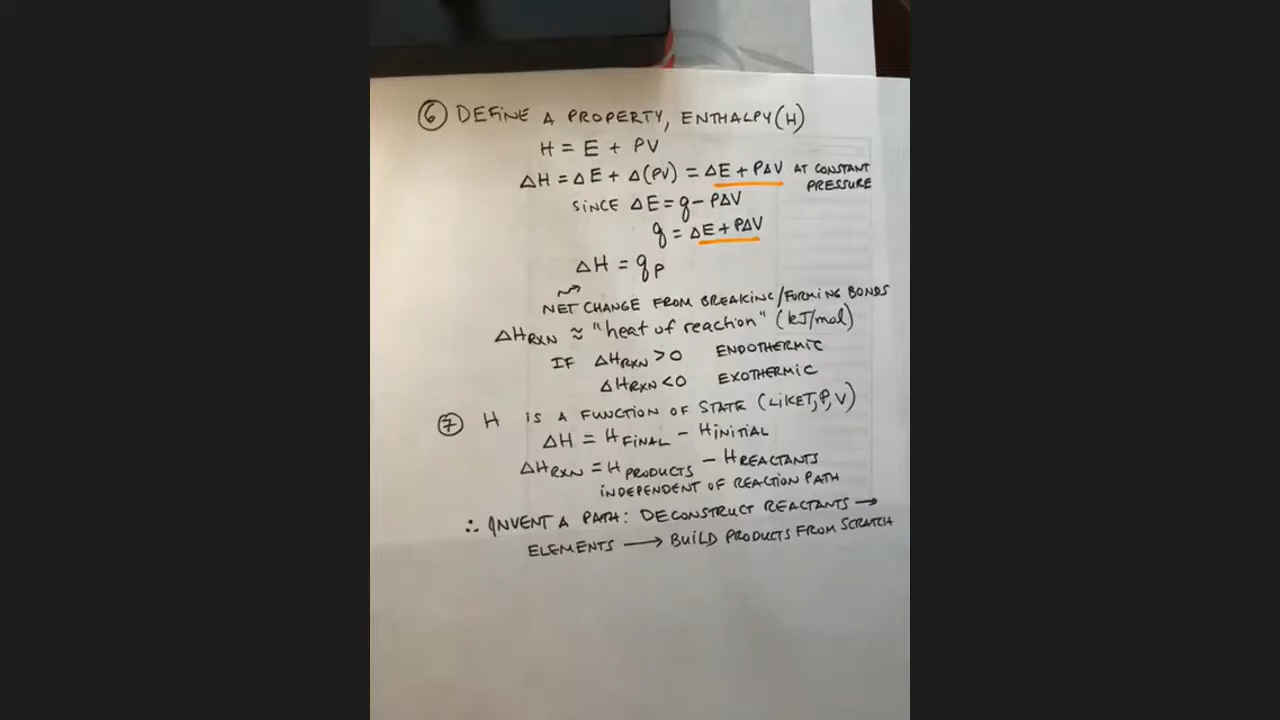 ⑥ DEFINE A PROPERTY, ENTHALPY (H)
H = E + PV
ΔH = ΔE + Δ(PV) = ΔE + PΔV AT CONSTANT PRESSURE
SINCE ΔE = q - PΔV
q = ΔE + PΔV
ΔH = qP
NET CHANGE FROM BREAKING/FORMING BONDS
ΔHRXN ≈ "heat of reaction" (kJ/mol)
IF ΔHRXN > 0 ENDOTHERMIC
ΔHRXN < 0 EXOTHERMIC
⑦ H IS A FUNCTION OF STATE (LIKE T, P, V)
ΔH = HFINAL - HINITIAL
ΔHRXN = HPRODUCTS - HREACTANTS
INDEPENDENT OF REACTION PATH
∴ INVENT A PATH: DECONSTRUCT REACTANTS →
ELEMENTS → BUILD PRODUCTS FROM SCRATCH